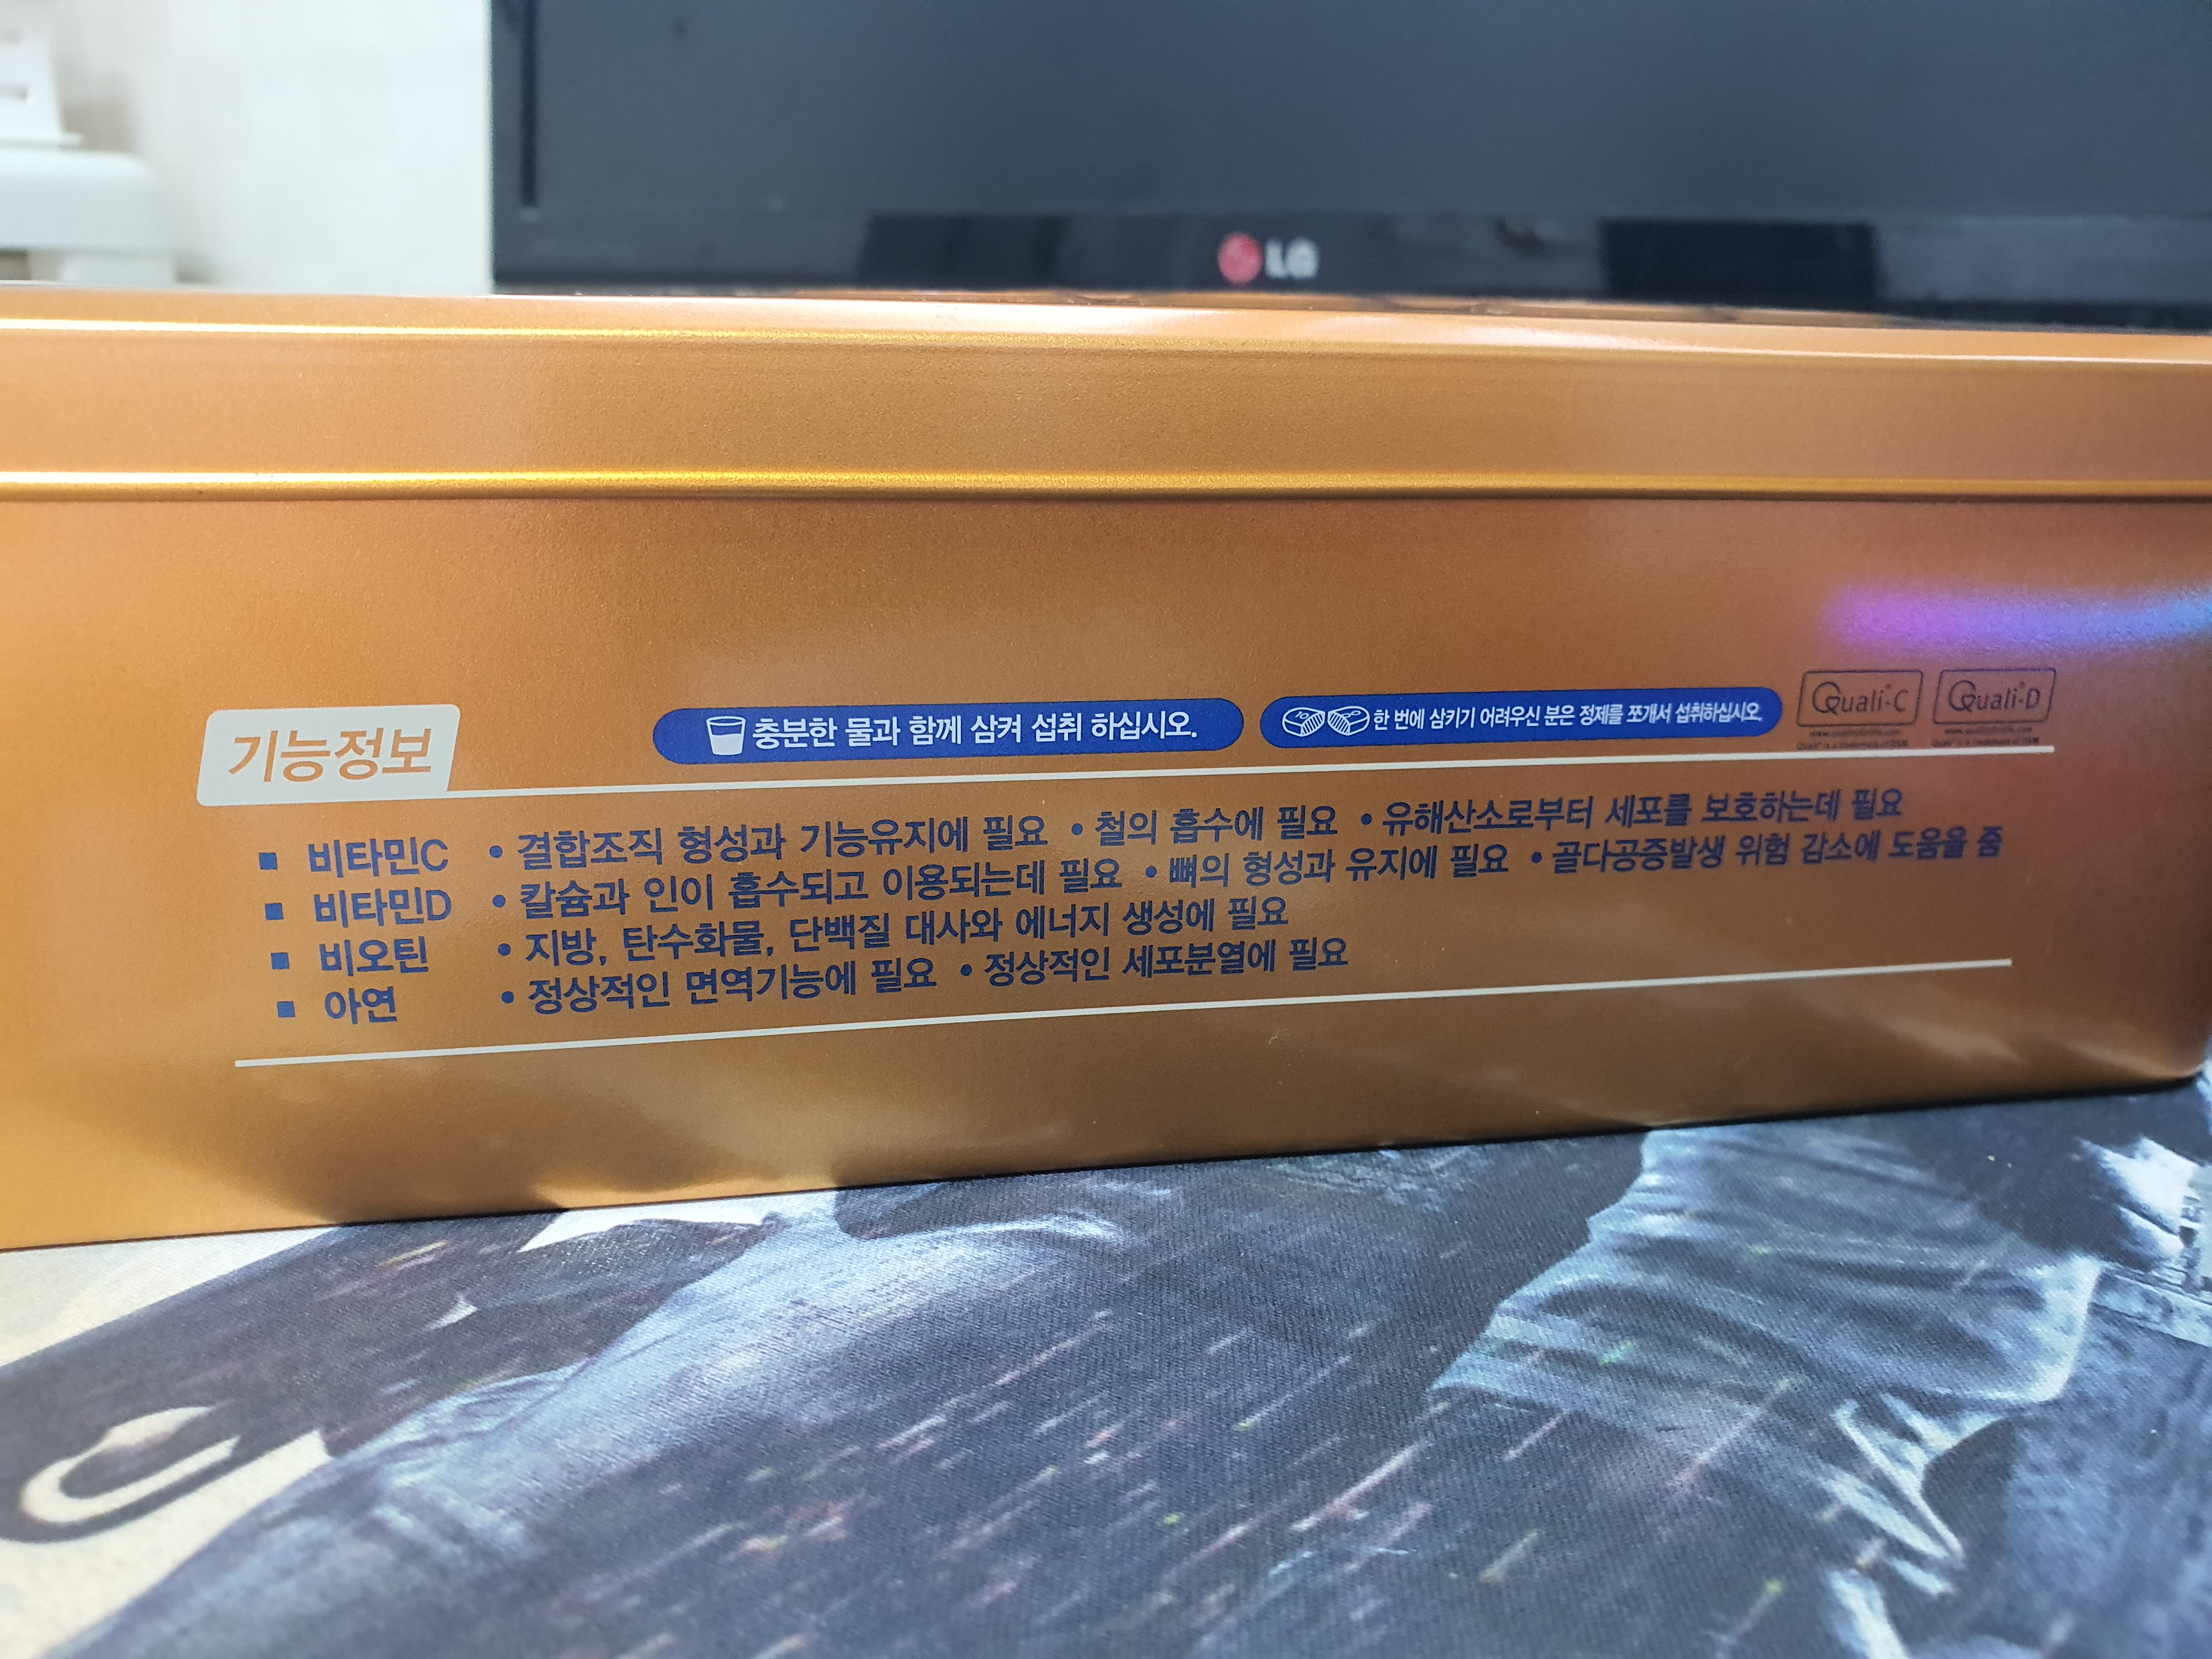 LG
기능정보
충분한 물과 함께 삼켜 섭취 하십시오.
한 번에 삼키기 어려우신 분은 정제를 쪼개서 섭취하십시오.
Quali-C
Quali-D
■ 비타민C • 결합조직 형성과 기능유지에 필요 • 철의 흡수에 필요 • 유해산소로부터 세포를 보호하는데 필요
■ 비타민D • 칼슘과 인이 흡수되고 이용되는데 필요 • 뼈의 형성과 유지에 필요 • 골다공증발생 위험 감소에 도움을 줌
■ 비오틴 • 지방, 탄수화물, 단백질 대사와 에너지 생성에 필요
■ 아연 • 정상적인 면역기능에 필요 • 정상적인 세포분열에 필요